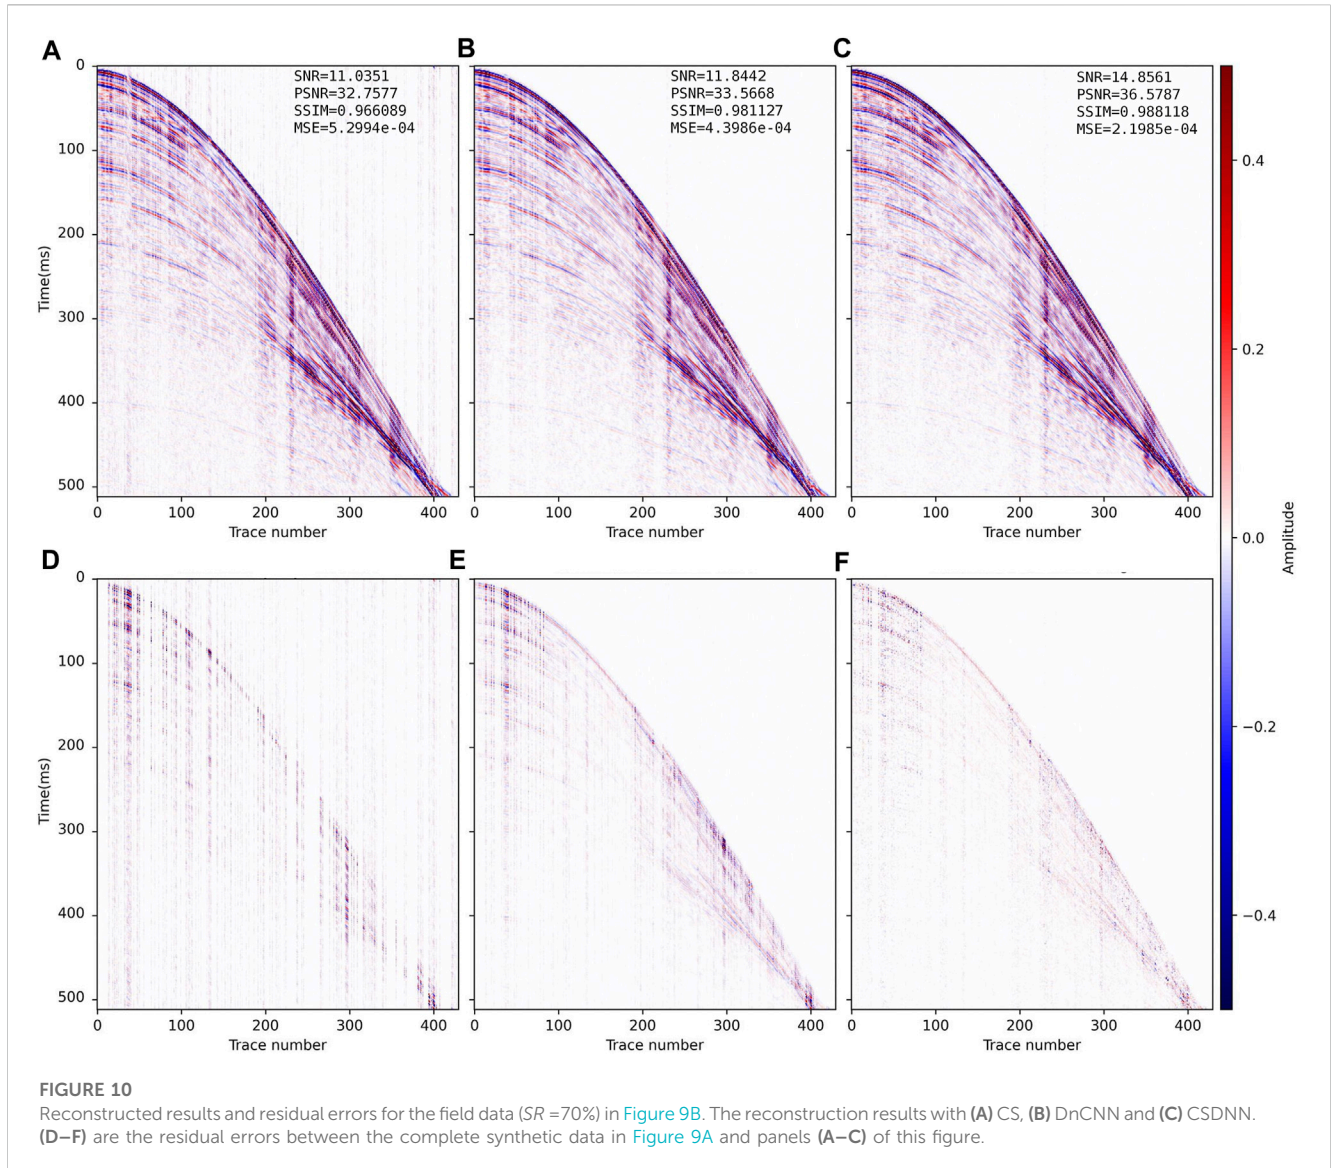 A
B
C
SNR=11.0351
PSNR=32.7577
SSIM=0.966089
MSE=5.2994e-04
SNR=11.8442
PSNR=33.5668
SSIM=0.981127
MSE=4.3986e-04
SNR=14.8561
PSNR=36.5787
SSIM=0.988118
MSE=2.1985e-04
0
100
200
300
400
500
Time(ms)
0 100 200 300 400
Trace number
0 100 200 300 400
Trace number
0 100 200 300 400
Trace number
0.4
0.2
0.0
−0.2
−0.4
Amplitude
D
E
F
0
100
200
300
400
500
Time(ms)
0 100 200 300 400
Trace number
0 100 200 300 400
Trace number
0 100 200 300 400
Trace number
FIGURE 10
Reconstructed results and residual errors for the field data (SR =70%) in Figure 9B. The reconstruction results with (A) CS, (B) DnCNN and (C) CSDNN.
(D–F) are the residual errors between the complete synthetic data in Figure 9A and panels (A–C) of this figure.